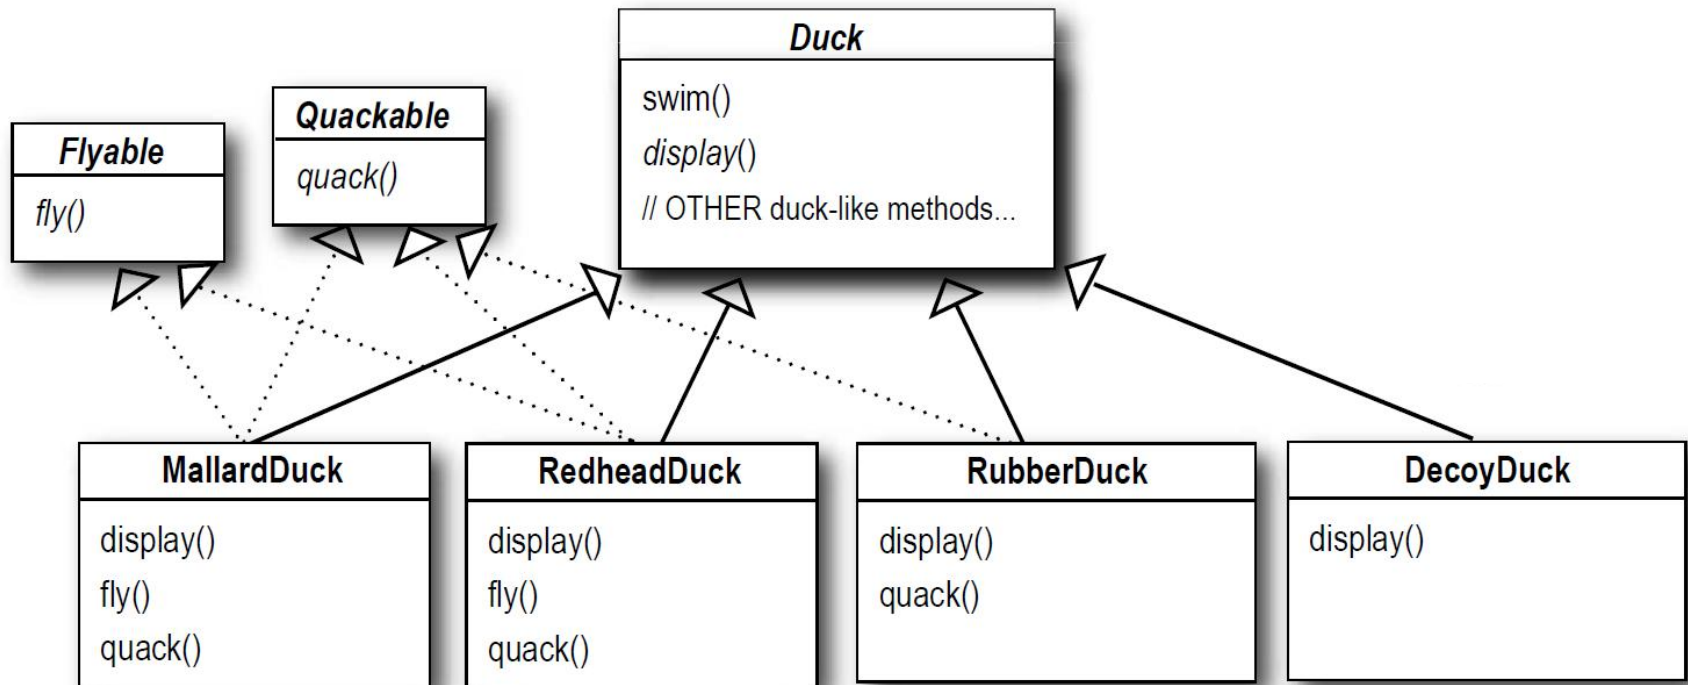 Duck
swim()
display()
// OTHER duck-like methods...
Quackable
quack()
Flyable
fly()
MallardDuck
display()
fly()
quack()
RedheadDuck
display()
fly()
quack()
RubberDuck
display()
quack()
DecoyDuck
display()